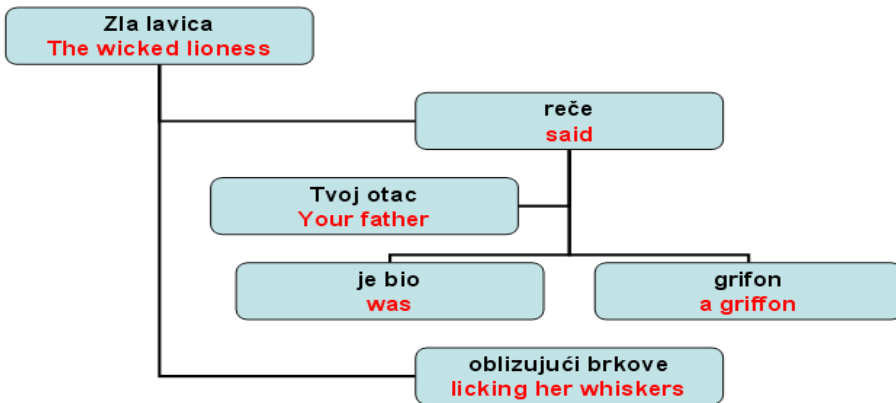 Zla lavica
The wicked lioness
reče
said
Tvoj otac
Your father
je bio
was
grifon
a griffon
oblizujući brkove
licking her whiskers